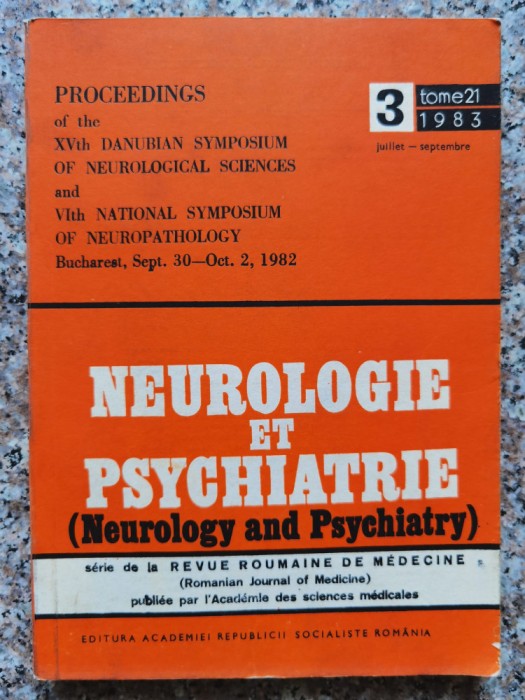 PROCEEDINGS
of the
XVth DANUBIAN SYMPOSIUM
OF NEUROLOGICAL SCIENCES
and
VIth NATIONAL SYMPOSIUM
OF NEUROPATHOLOGY
Bucharest, Sept. 30—Oct. 2, 1982
3
tome 21
1983
juillet — septembre
NEUROLOGIE
ET
PSYCHIATRIE
(Neurology and Psychiatry)
série de la REVUE ROUMAINE DE MÉDECINE
(Romanian Journal of Medicine)
publiée par l'Académie des sciences médicales
EDITURA ACADEMIEI REPUBLICII SOCIALISTE ROMÂNIA